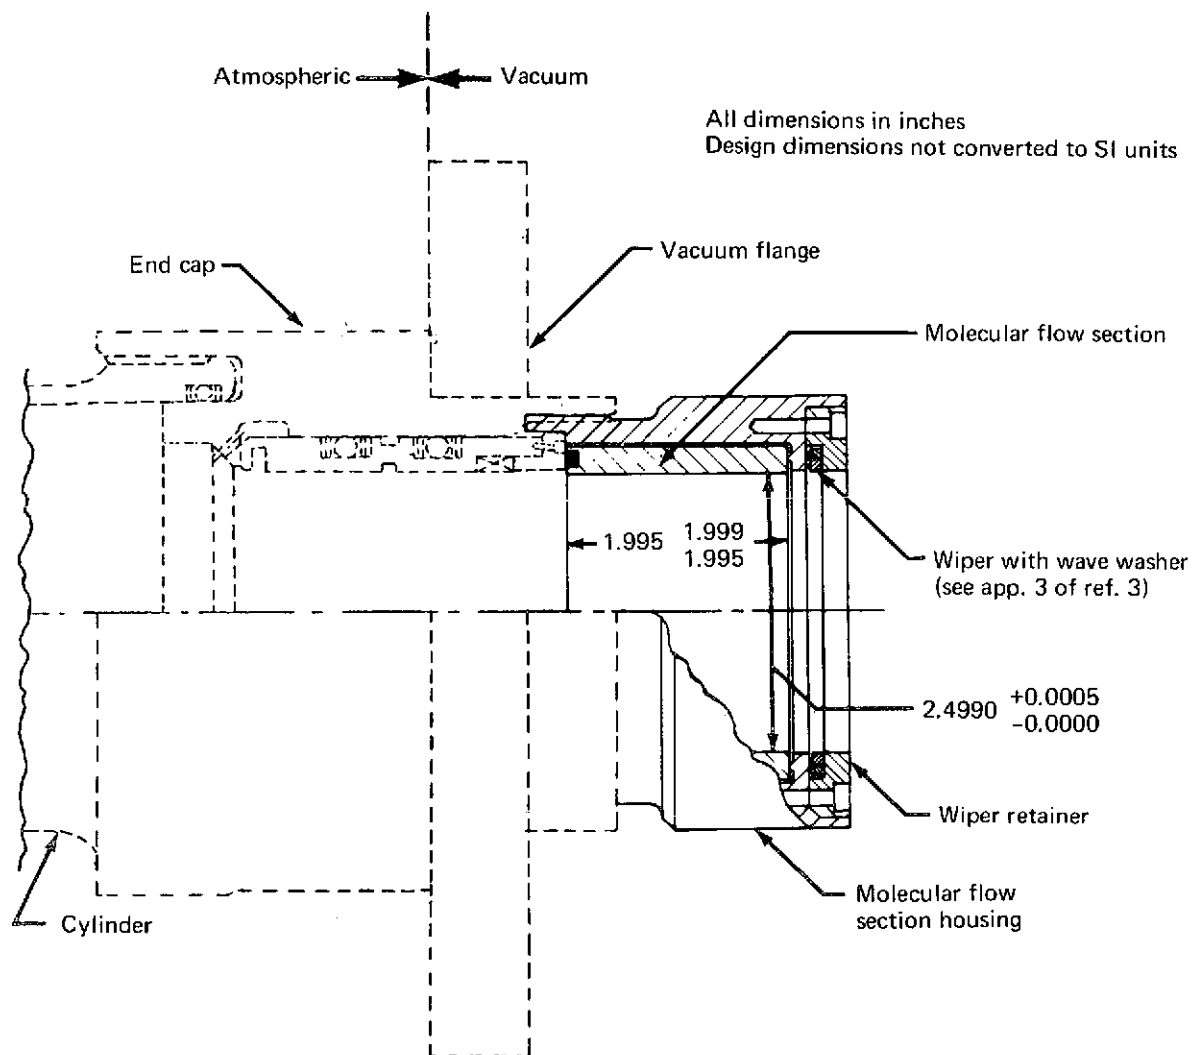 Atmospheric
Vacuum
All dimensions in inches
Design dimensions not converted to SI units
End cap
Vacuum flange
Molecular flow section
1.995
1.999
1.995
Wiper with wave washer
(see app. 3 of ref. 3)
2.4990 +0.0005
-0.0000
Wiper retainer
Molecular flow
section housing
Cylinder